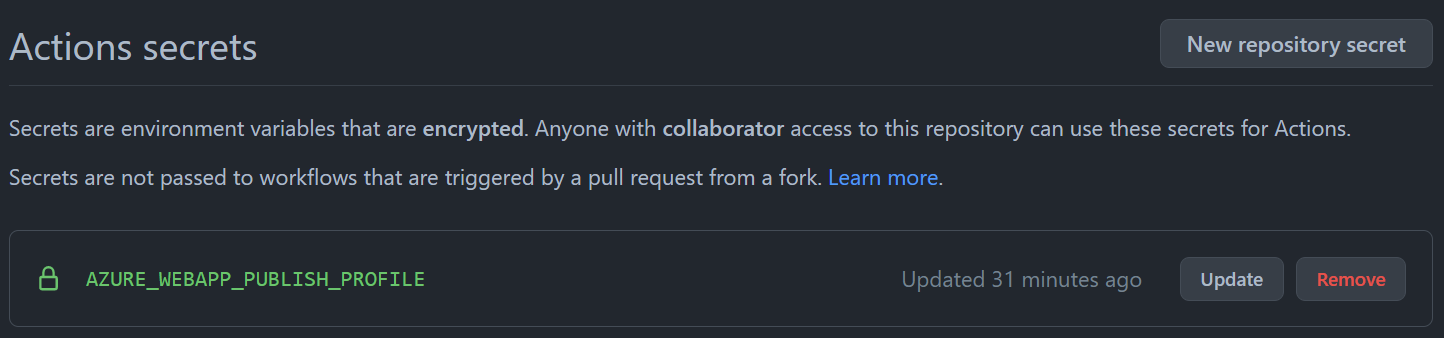 Actions secrets
New repository secret
Secrets are environment variables that are encrypted. Anyone with collaborator access to this repository can use these secrets for Actions.
Secrets are not passed to workflows that are triggered by a pull request from a fork. Learn more.
AZURE_WEBAPP_PUBLISH_PROFILE Updated 31 minutes ago Update Remove